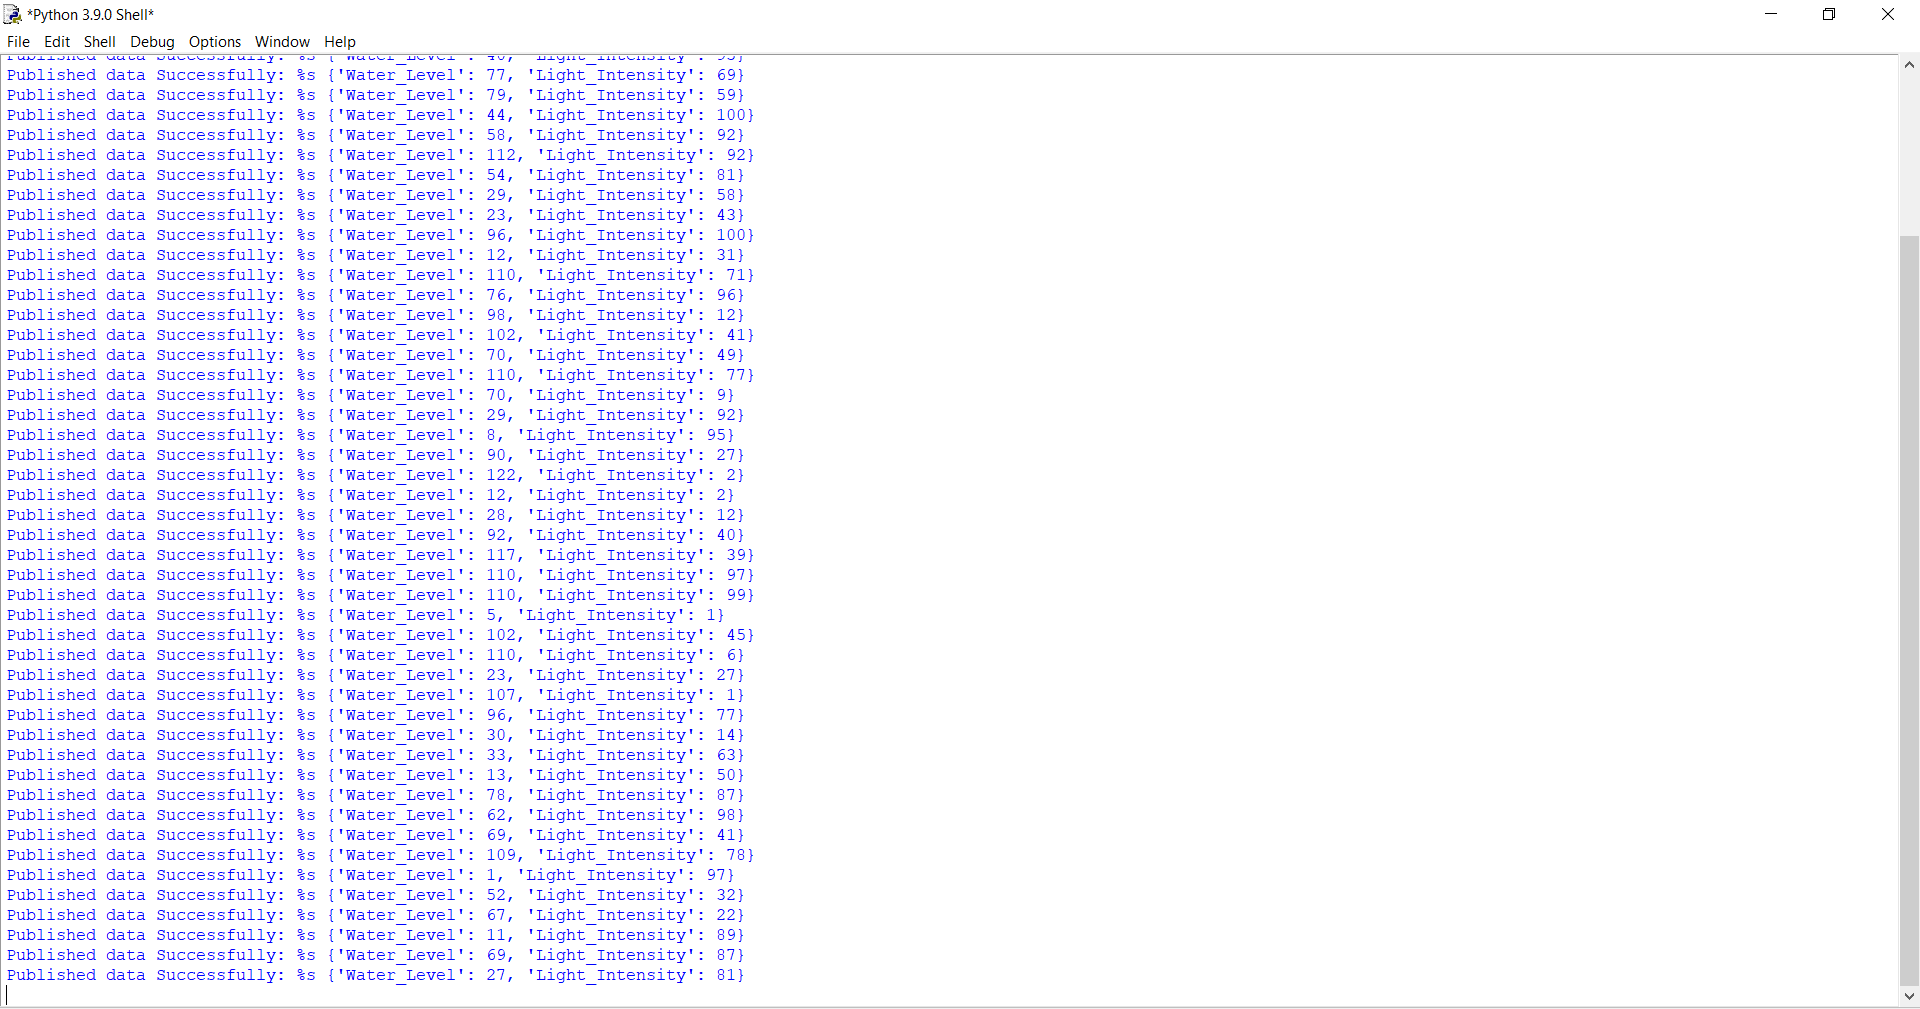 *Python 3.9.0 Shell*
File Edit Shell Debug Options Window Help
Published data Successfully: %s {'Water_Level': 40, 'Light_Intensity': 95}
Published data Successfully: %s {'Water_Level': 77, 'Light_Intensity': 69}
Published data Successfully: %s {'Water_Level': 79, 'Light_Intensity': 59}
Published data Successfully: %s {'Water_Level': 44, 'Light_Intensity': 100}
Published data Successfully: %s {'Water_Level': 58, 'Light_Intensity': 92}
Published data Successfully: %s {'Water_Level': 112, 'Light_Intensity': 92}
Published data Successfully: %s {'Water_Level': 54, 'Light_Intensity': 81}
Published data Successfully: %s {'Water_Level': 29, 'Light_Intensity': 58}
Published data Successfully: %s {'Water_Level': 23, 'Light_Intensity': 43}
Published data Successfully: %s {'Water_Level': 96, 'Light_Intensity': 100}
Published data Successfully: %s {'Water_Level': 12, 'Light_Intensity': 31}
Published data Successfully: %s {'Water_Level': 110, 'Light_Intensity': 71}
Published data Successfully: %s {'Water_Level': 76, 'Light_Intensity': 96}
Published data Successfully: %s {'Water_Level': 98, 'Light_Intensity': 12}
Published data Successfully: %s {'Water_Level': 102, 'Light_Intensity': 41}
Published data Successfully: %s {'Water_Level': 70, 'Light_Intensity': 49}
Published data Successfully: %s {'Water_Level': 110, 'Light_Intensity': 77}
Published data Successfully: %s {'Water_Level': 70, 'Light_Intensity': 9}
Published data Successfully: %s {'Water_Level': 29, 'Light_Intensity': 92}
Published data Successfully: %s {'Water_Level': 8, 'Light_Intensity': 95}
Published data Successfully: %s {'Water_Level': 90, 'Light_Intensity': 27}
Published data Successfully: %s {'Water_Level': 122, 'Light_Intensity': 2}
Published data Successfully: %s {'Water_Level': 12, 'Light_Intensity': 2}
Published data Successfully: %s {'Water_Level': 28, 'Light_Intensity': 12}
Published data Successfully: %s {'Water_Level': 92, 'Light_Intensity': 40}
Published data Successfully: %s {'Water_Level': 117, 'Light_Intensity': 39}
Published data Successfully: %s {'Water_Level': 110, 'Light_Intensity': 97}
Published data Successfully: %s {'Water_Level': 110, 'Light_Intensity': 99}
Published data Successfully: %s {'Water_Level': 5, 'Light_Intensity': 1}
Published data Successfully: %s {'Water_Level': 102, 'Light_Intensity': 45}
Published data Successfully: %s {'Water_Level': 110, 'Light_Intensity': 6}
Published data Successfully: %s {'Water_Level': 23, 'Light_Intensity': 27}
Published data Successfully: %s {'Water_Level': 107, 'Light_Intensity': 1}
Published data Successfully: %s {'Water_Level': 96, 'Light_Intensity': 77}
Published data Successfully: %s {'Water_Level': 30, 'Light_Intensity': 14}
Published data Successfully: %s {'Water_Level': 33, 'Light_Intensity': 63}
Published data Successfully: %s {'Water_Level': 13, 'Light_Intensity': 50}
Published data Successfully: %s {'Water_Level': 78, 'Light_Intensity': 87}
Published data Successfully: %s {'Water_Level': 62, 'Light_Intensity': 98}
Published data Successfully: %s {'Water_Level': 69, 'Light_Intensity': 41}
Published data Successfully: %s {'Water_Level': 109, 'Light_Intensity': 78}
Published data Successfully: %s {'Water_Level': 1, 'Light_Intensity': 97}
Published data Successfully: %s {'Water_Level': 52, 'Light_Intensity': 32}
Published data Successfully: %s {'Water_Level': 67, 'Light_Intensity': 22}
Published data Successfully: %s {'Water_Level': 11, 'Light_Intensity': 89}
Published data Successfully: %s {'Water_Level': 69, 'Light_Intensity': 87}
Published data Successfully: %s {'Water_Level': 27, 'Light_Intensity': 81}